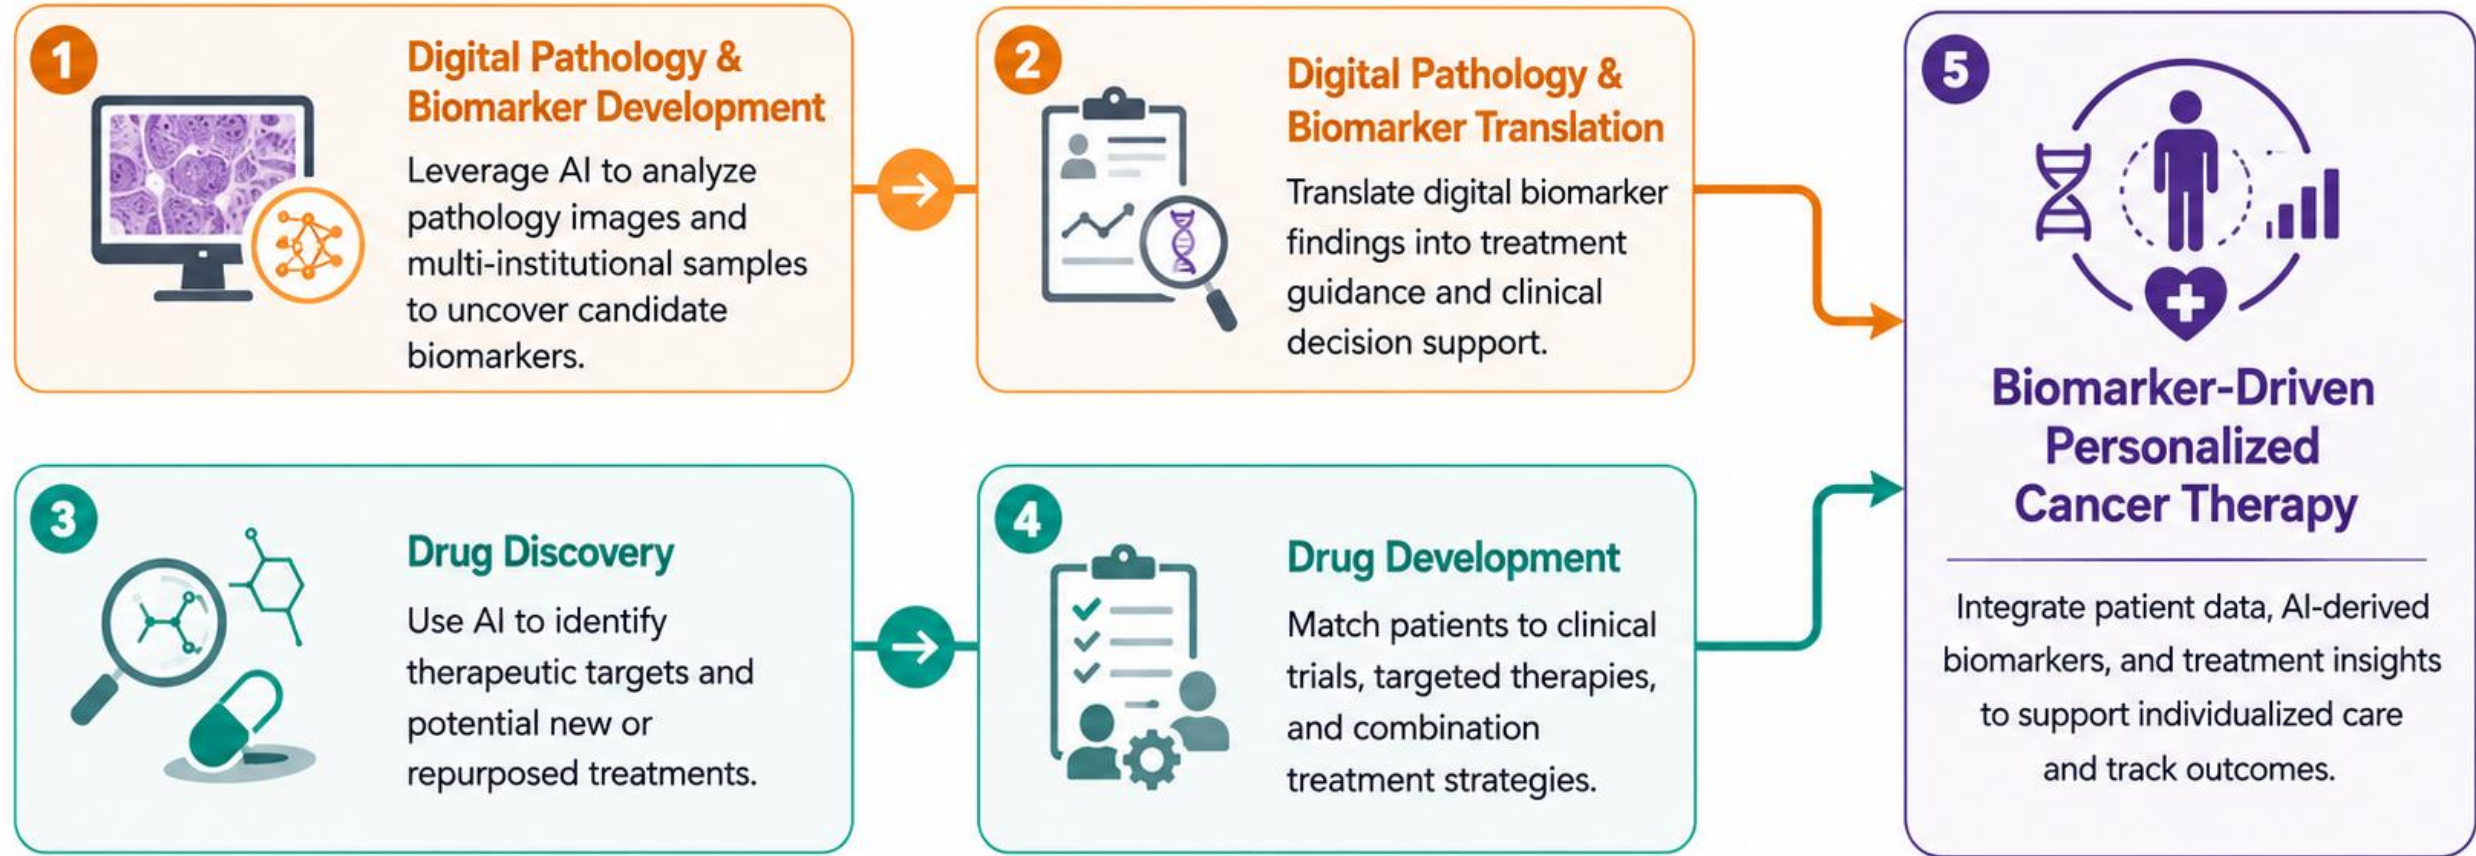 1
Digital Pathology &
Biomarker Development
Leverage AI to analyze
pathology images and
multi-institutional samples
to uncover candidate
biomarkers.
2
Digital Pathology &
Biomarker Translation
Translate digital biomarker
findings into treatment
guidance and clinical
decision support.
3
Drug Discovery
Use AI to identify
therapeutic targets and
potential new or
repurposed treatments.
4
Drug Development
Match patients to clinical
trials, targeted therapies,
and combination
treatment strategies.
5
Biomarker-Driven
Personalized
Cancer Therapy
Integrate patient data, AI-derived
biomarkers, and treatment insights
to support individualized care
and track outcomes.